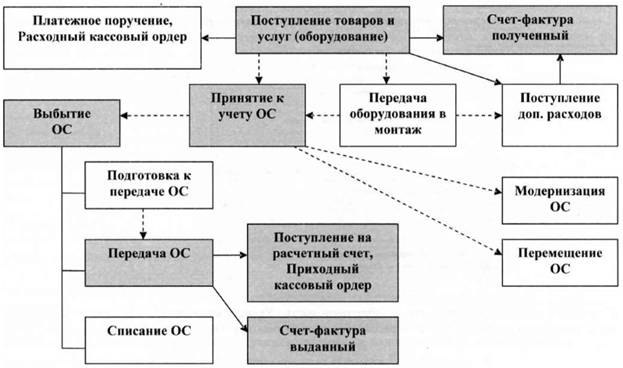 Платежное поручение,
Расходный кассовый ордер
Поступление товаров и
услуг (оборудование)
Счет-фактура
полученный
Выбытие
ОС
Принятие к
учету ОС
Передача
оборудования в
монтаж
Поступление
доп. расходов
Подготовка к
передаче ОС
Модернизация
ОС
Передача ОС
Поступление на
расчетный счет,
Приходный
кассовый ордер
Перемещение
ОС
Списание ОС
Счет-фактура
выданный